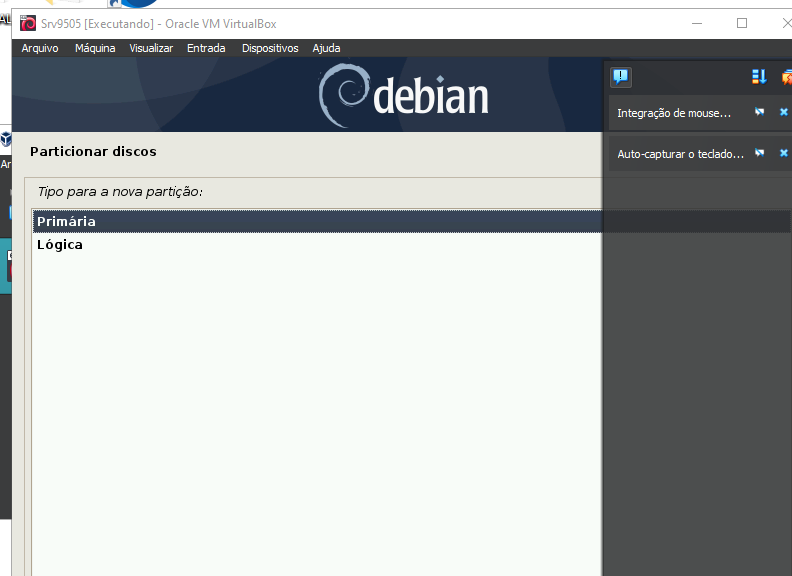 Srv9505 [Executando] - Oracle VM VirtualBox
Arquivo Máquina Visualizar Entrada Dispositivos Ajuda
debian
Integração de mouse...
Auto-capturar o teclado...
Particionar discos
Tipo para a nova partição:
Primária
Lógica